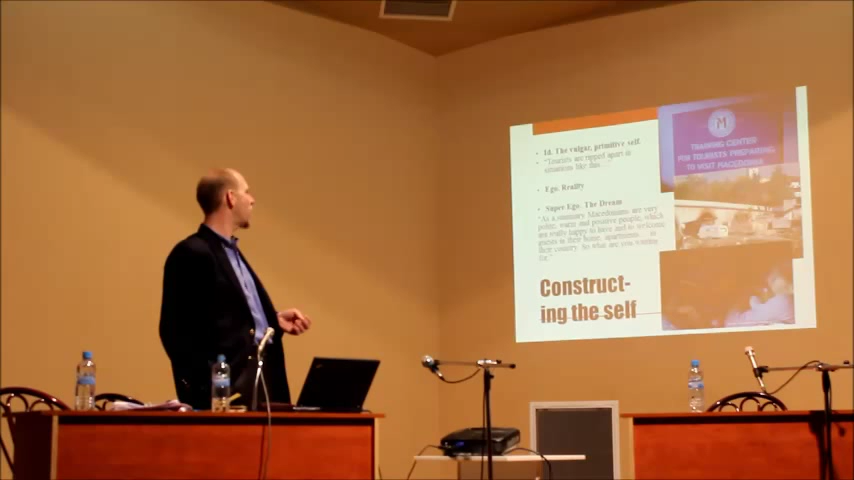 Id. The vulgar, primitive self.
"Tourists are ripped apart in
situations like this…"
Ego. Reality
Super Ego. The Dream
"As a summary Macedonians are very
polite, warm and positive people, which
are really happy to have and to welcome
guests in their home, apartments… in
their country. So what are you waiting
for."
Construct-
ing the self
M
TRAINING CENTER
FOR TOURISTS PREPARING
TO VISIT MACEDONIA